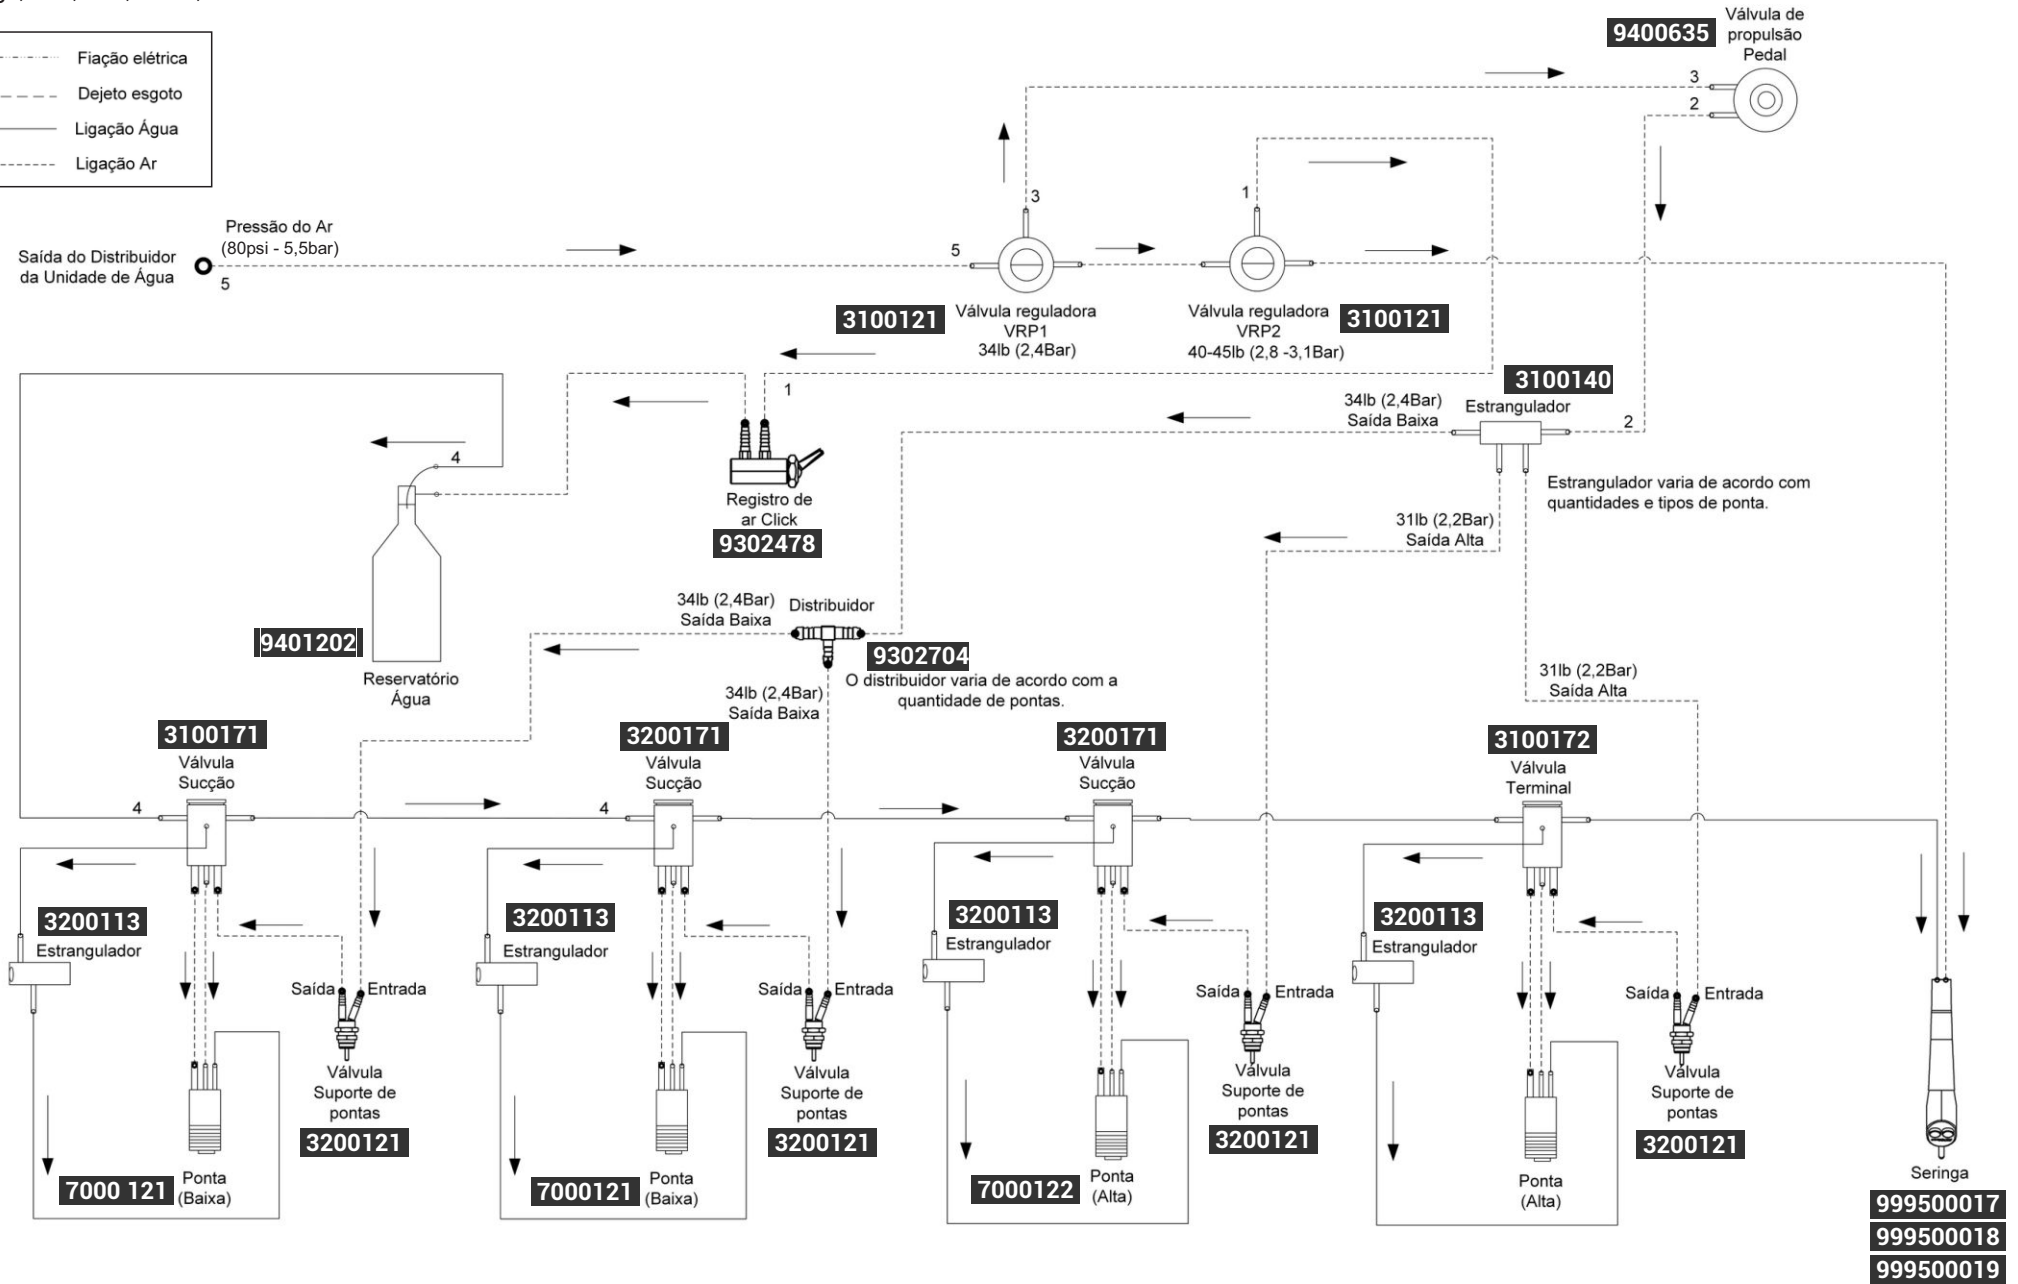 Fiação elétrica
Dejeto esgoto
Ligação Água
Ligação Ar
9400635
Válvula de
propulsão
Pedal
3
2
Saída do Distribuidor
da Unidade de Água
Pressão do Ar
(80psi - 5,5bar)
5
5
3
1
3100121
Válvula reguladora
VRP1
34lb (2,4Bar)
Válvula reguladora
VRP2
40-45lb (2,8 -3,1Bar)
3100121
1
3100140
Estrangulador
2
34lb (2,4Bar)
Saída Baixa
Estrangulador varia de acordo com
quantidades e tipos de ponta.
4
Registro de
ar Click
9302478
31lb (2,2Bar)
Saída Alta
34lb (2,4Bar)
Saída Baixa
Distribuidor
9302704
O distribuidor varia de acordo com a
quantidade de pontas.
9401202
Reservatório
Água
34lb (2,4Bar)
Saída Baixa
31lb (2,2Bar)
Saída Alta
3100171
Válvula
Sucção
3200171
Válvula
Sucção
3200171
Válvula
Sucção
3100172
Válvula
Terminal
4
4
3200113
Estrangulador
3200113
Estrangulador
3200113
Estrangulador
3200113
Estrangulador
Saída
Entrada
Saída
Entrada
Saída
Entrada
Saída
Entrada
Válvula
Suporte de
pontas
3200121
Válvula
Suporte de
pontas
3200121
Válvula
Suporte de
pontas
3200121
Válvula
Suporte de
pontas
3200121
7000 121
Ponta
(Baixa)
7000121
Ponta
(Baixa)
7000122
Ponta
(Alta)
Ponta
(Alta)
Seringa
999500017
999500018
999500019